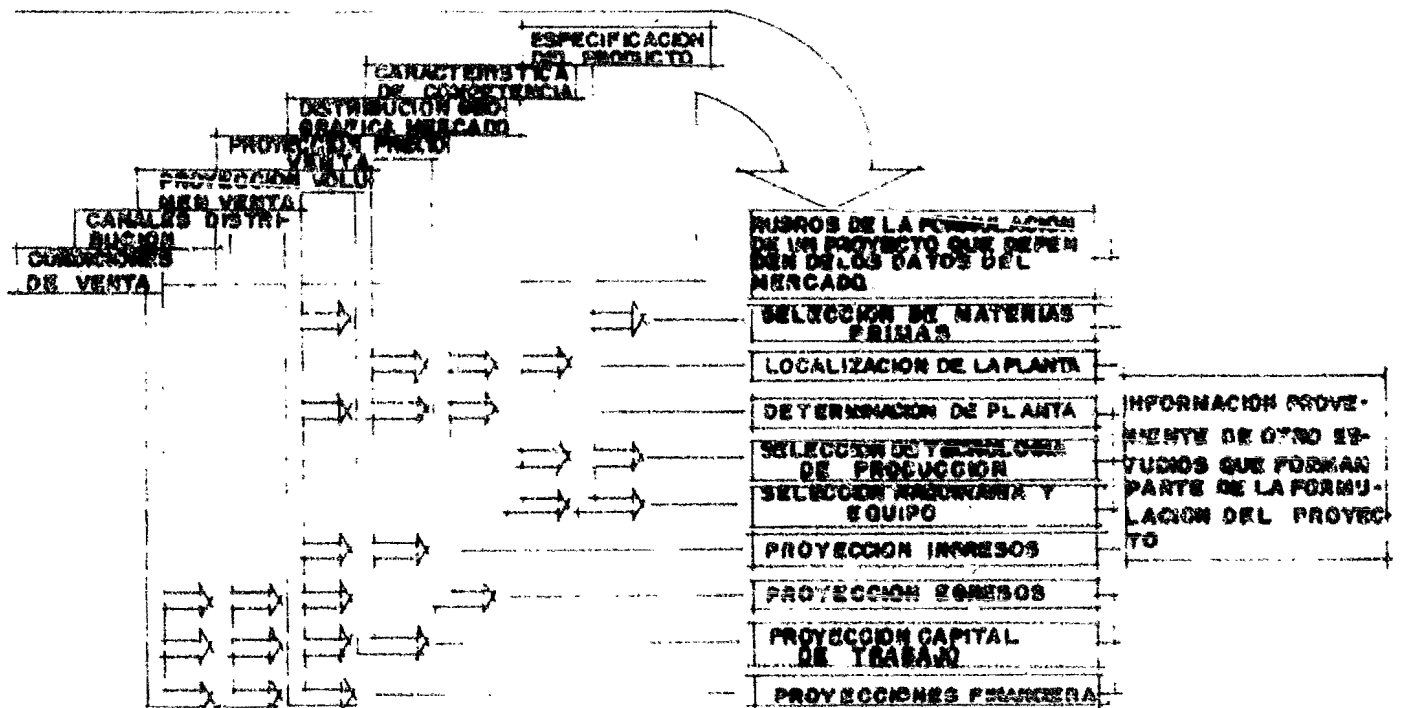 ESPECIFICACION
DEL PRODUCTO
CARACTERISTICA
DE COMPETENCIA
DISTRIBUCION GEO-
GRAFICA MERCADO
PROYECCION PRECIO
VENTA
PROYECCION VOLU
MEN VENTA
CANALES DISTRI-
BUCION
CONDICIONES
DE VENTA
RUBROS DE LA FORMULACION
DE UN PROYECTO QUE DEPEN
DEN DE LOS DATOS DEL
MERCADO
SELECCION DE MATERIAS
PRIMAS
LOCALIZACION DE LA PLANTA
DETERMINACION DE PLANTA
SELECCION DE TECNOLOGIA
DE PRODUCCION
SELECCION MAQUINARIA Y
EQUIPO
PROYECCION INGRESOS
PROYECCION EGRESOS
PROYECCION CAPITAL
DE TRABAJO
PROYECCIONES FINANCIERA
INFORMACION PROVE-
NIENTE DE OTRO ES-
TUDIOS QUE FORMAN
PARTE DE LA FORMU-
LACION DEL PROYEC
TO